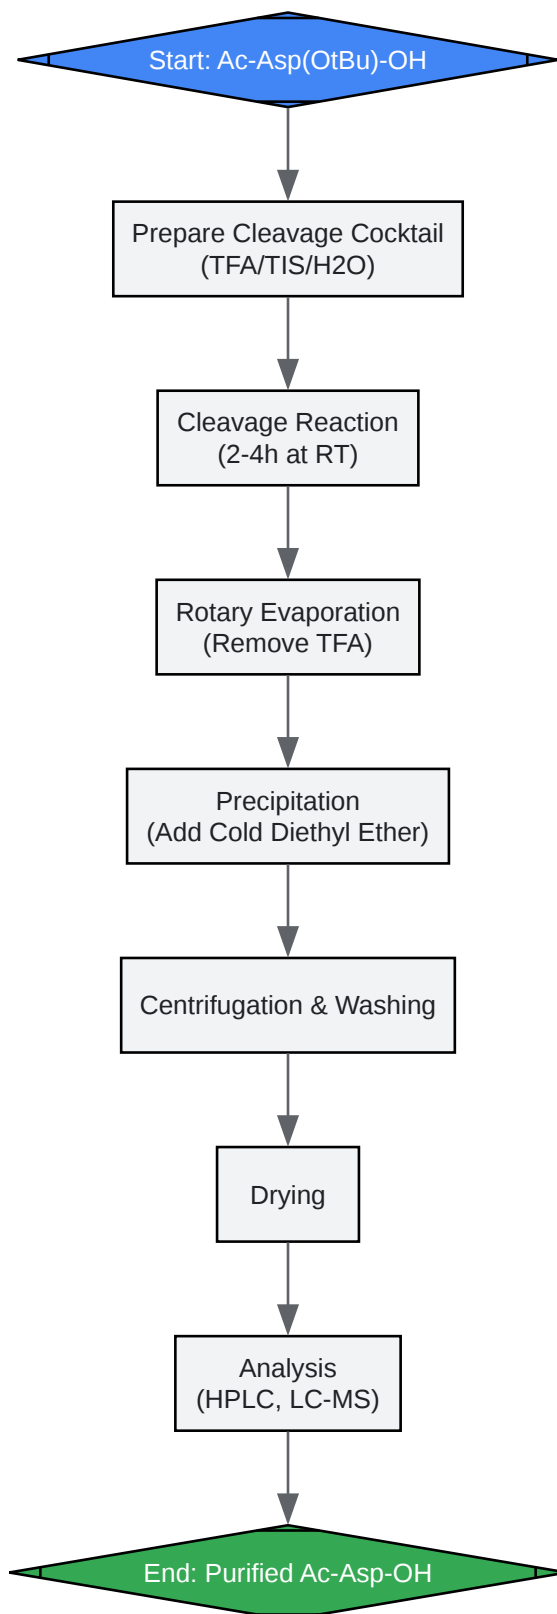 Start: Ac-Asp(OtBu)-OH
Prepare Cleavage Cocktail
(TFA/TIS/H2O)
Cleavage Reaction
(2-4h at RT)
Rotary Evaporation
(Remove TFA)
Precipitation
(Add Cold Diethyl Ether)
Centrifugation & Washing
Drying
Analysis
(HPLC, LC-MS)
End: Purified Ac-Asp-OH